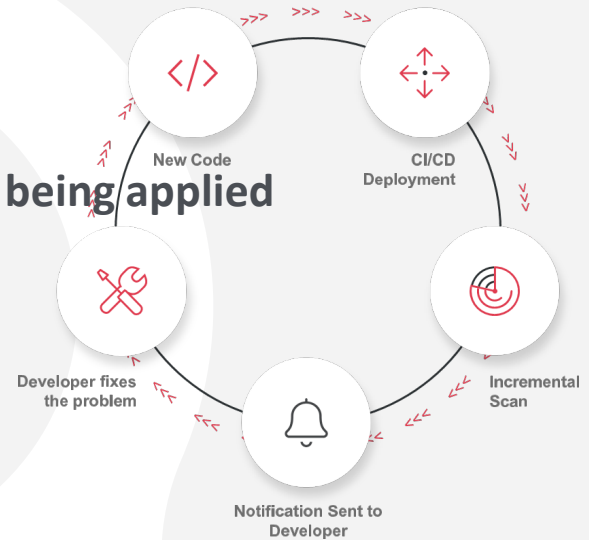 New Code
CI/CD
Deployment
being applied
Developer fixes
the problem
Incremental
Scan
Notification Sent to
Developer